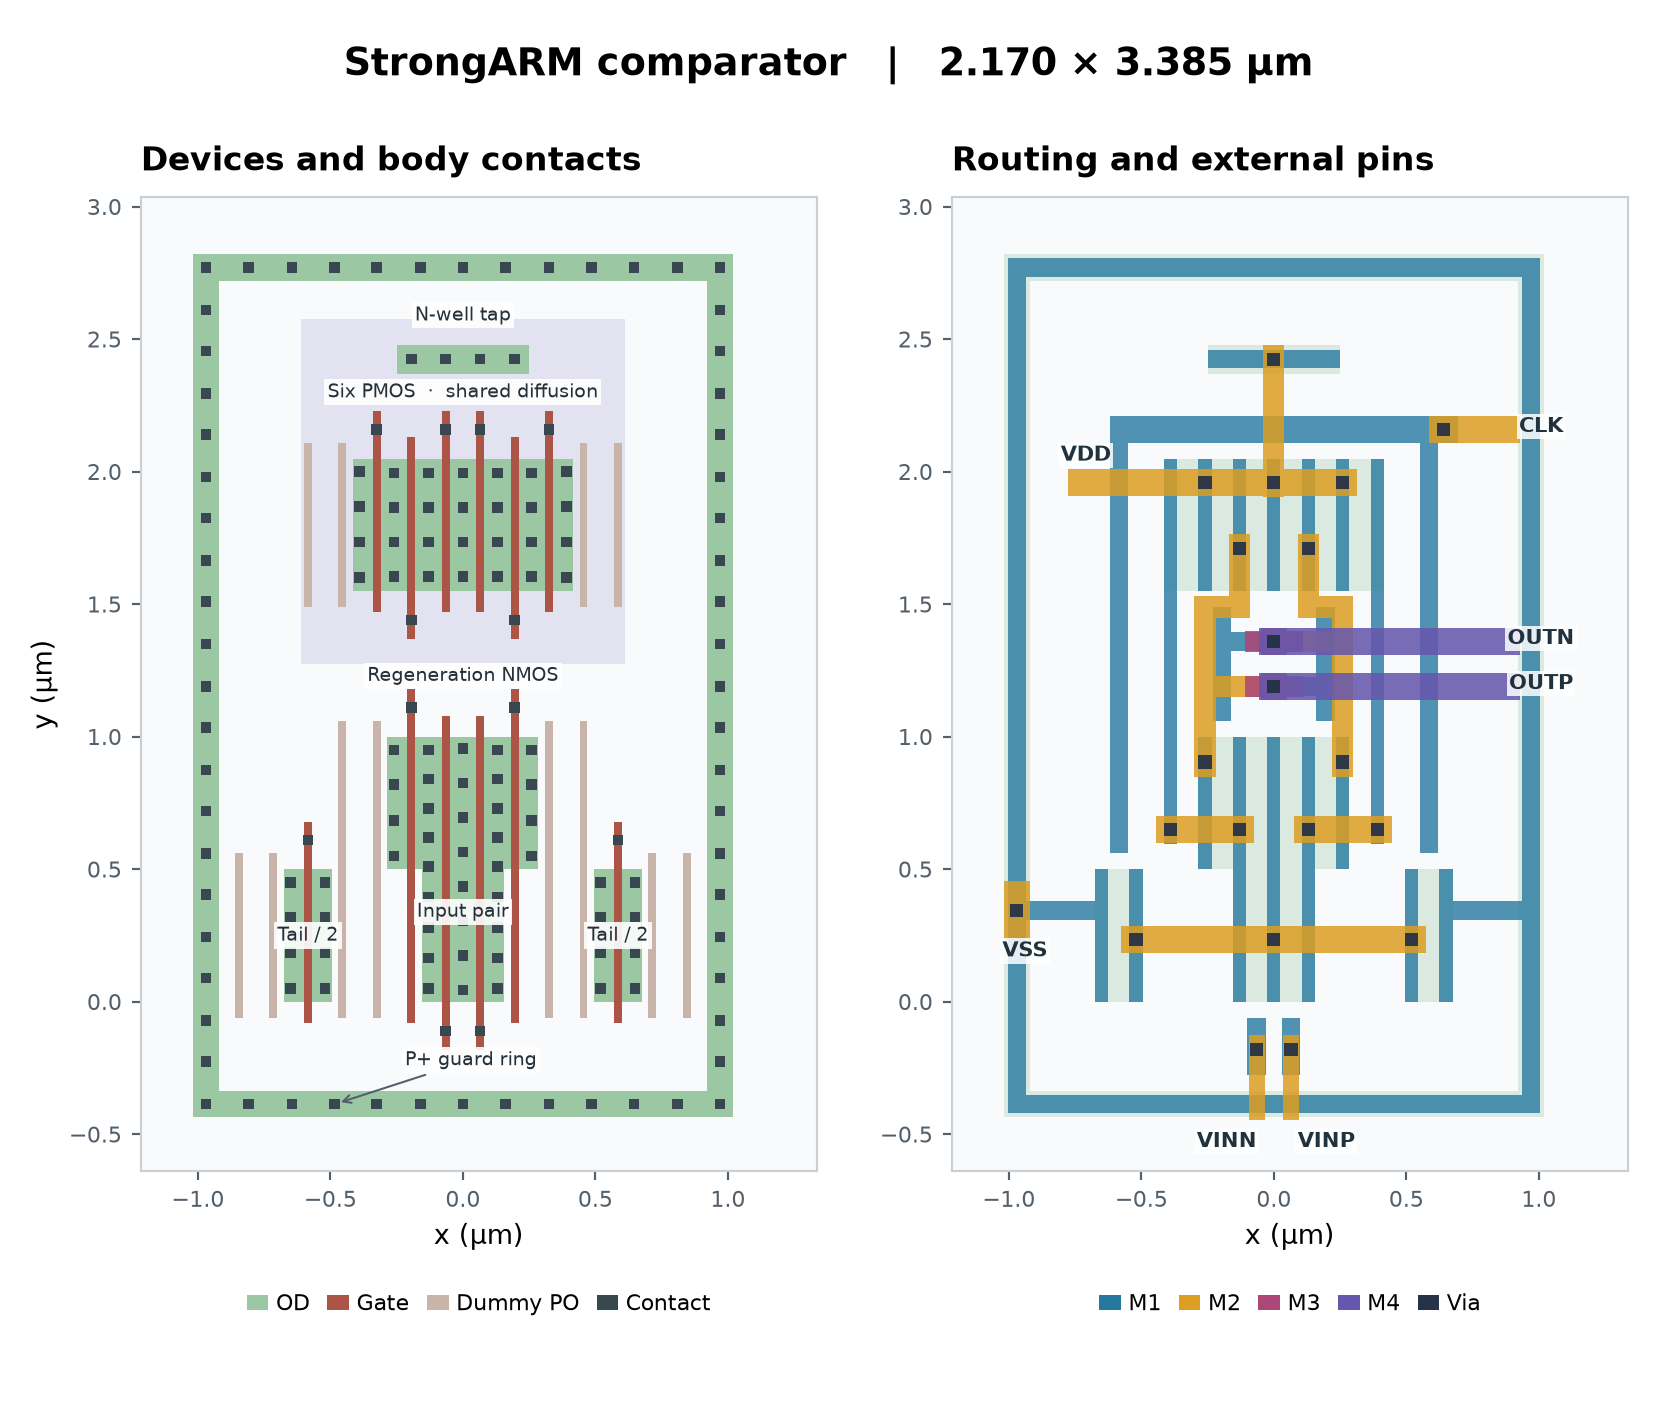 StrongARM comparator | 2.170 × 3.385 µm
Devices and body contacts
3.0
2.5
2.0
1.5
1.0
0.5
0.0
−0.5
y (µm)
N-well tap
Six PMOS · shared diffusion
Regeneration NMOS
Input pair
Tail / 2
Tail / 2
P+ guard ring
−1.0 −0.5 0.0 0.5 1.0
x (µm)
OD Gate Dummy PO Contact
Routing and external pins
3.0
2.5
2.0
1.5
1.0
0.5
0.0
−0.5
CLK
VDD
OUTN
OUTP
VSS
VINN VINP
−1.0 −0.5 0.0 0.5 1.0
x (µm)
M1 M2 M3 M4 Via